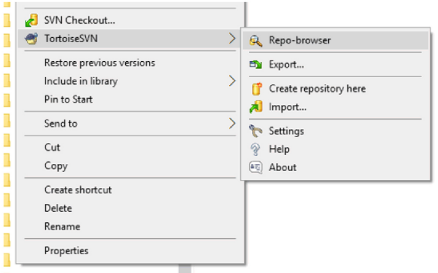 SVN Checkout...
TortoiseSVN
Restore previous versions
Include in library
Pin to Start
Send to
Cut
Copy
Create shortcut
Delete
Rename
Properties
Repo-browser
Export...
Create repository here
Import...
Settings
Help
About